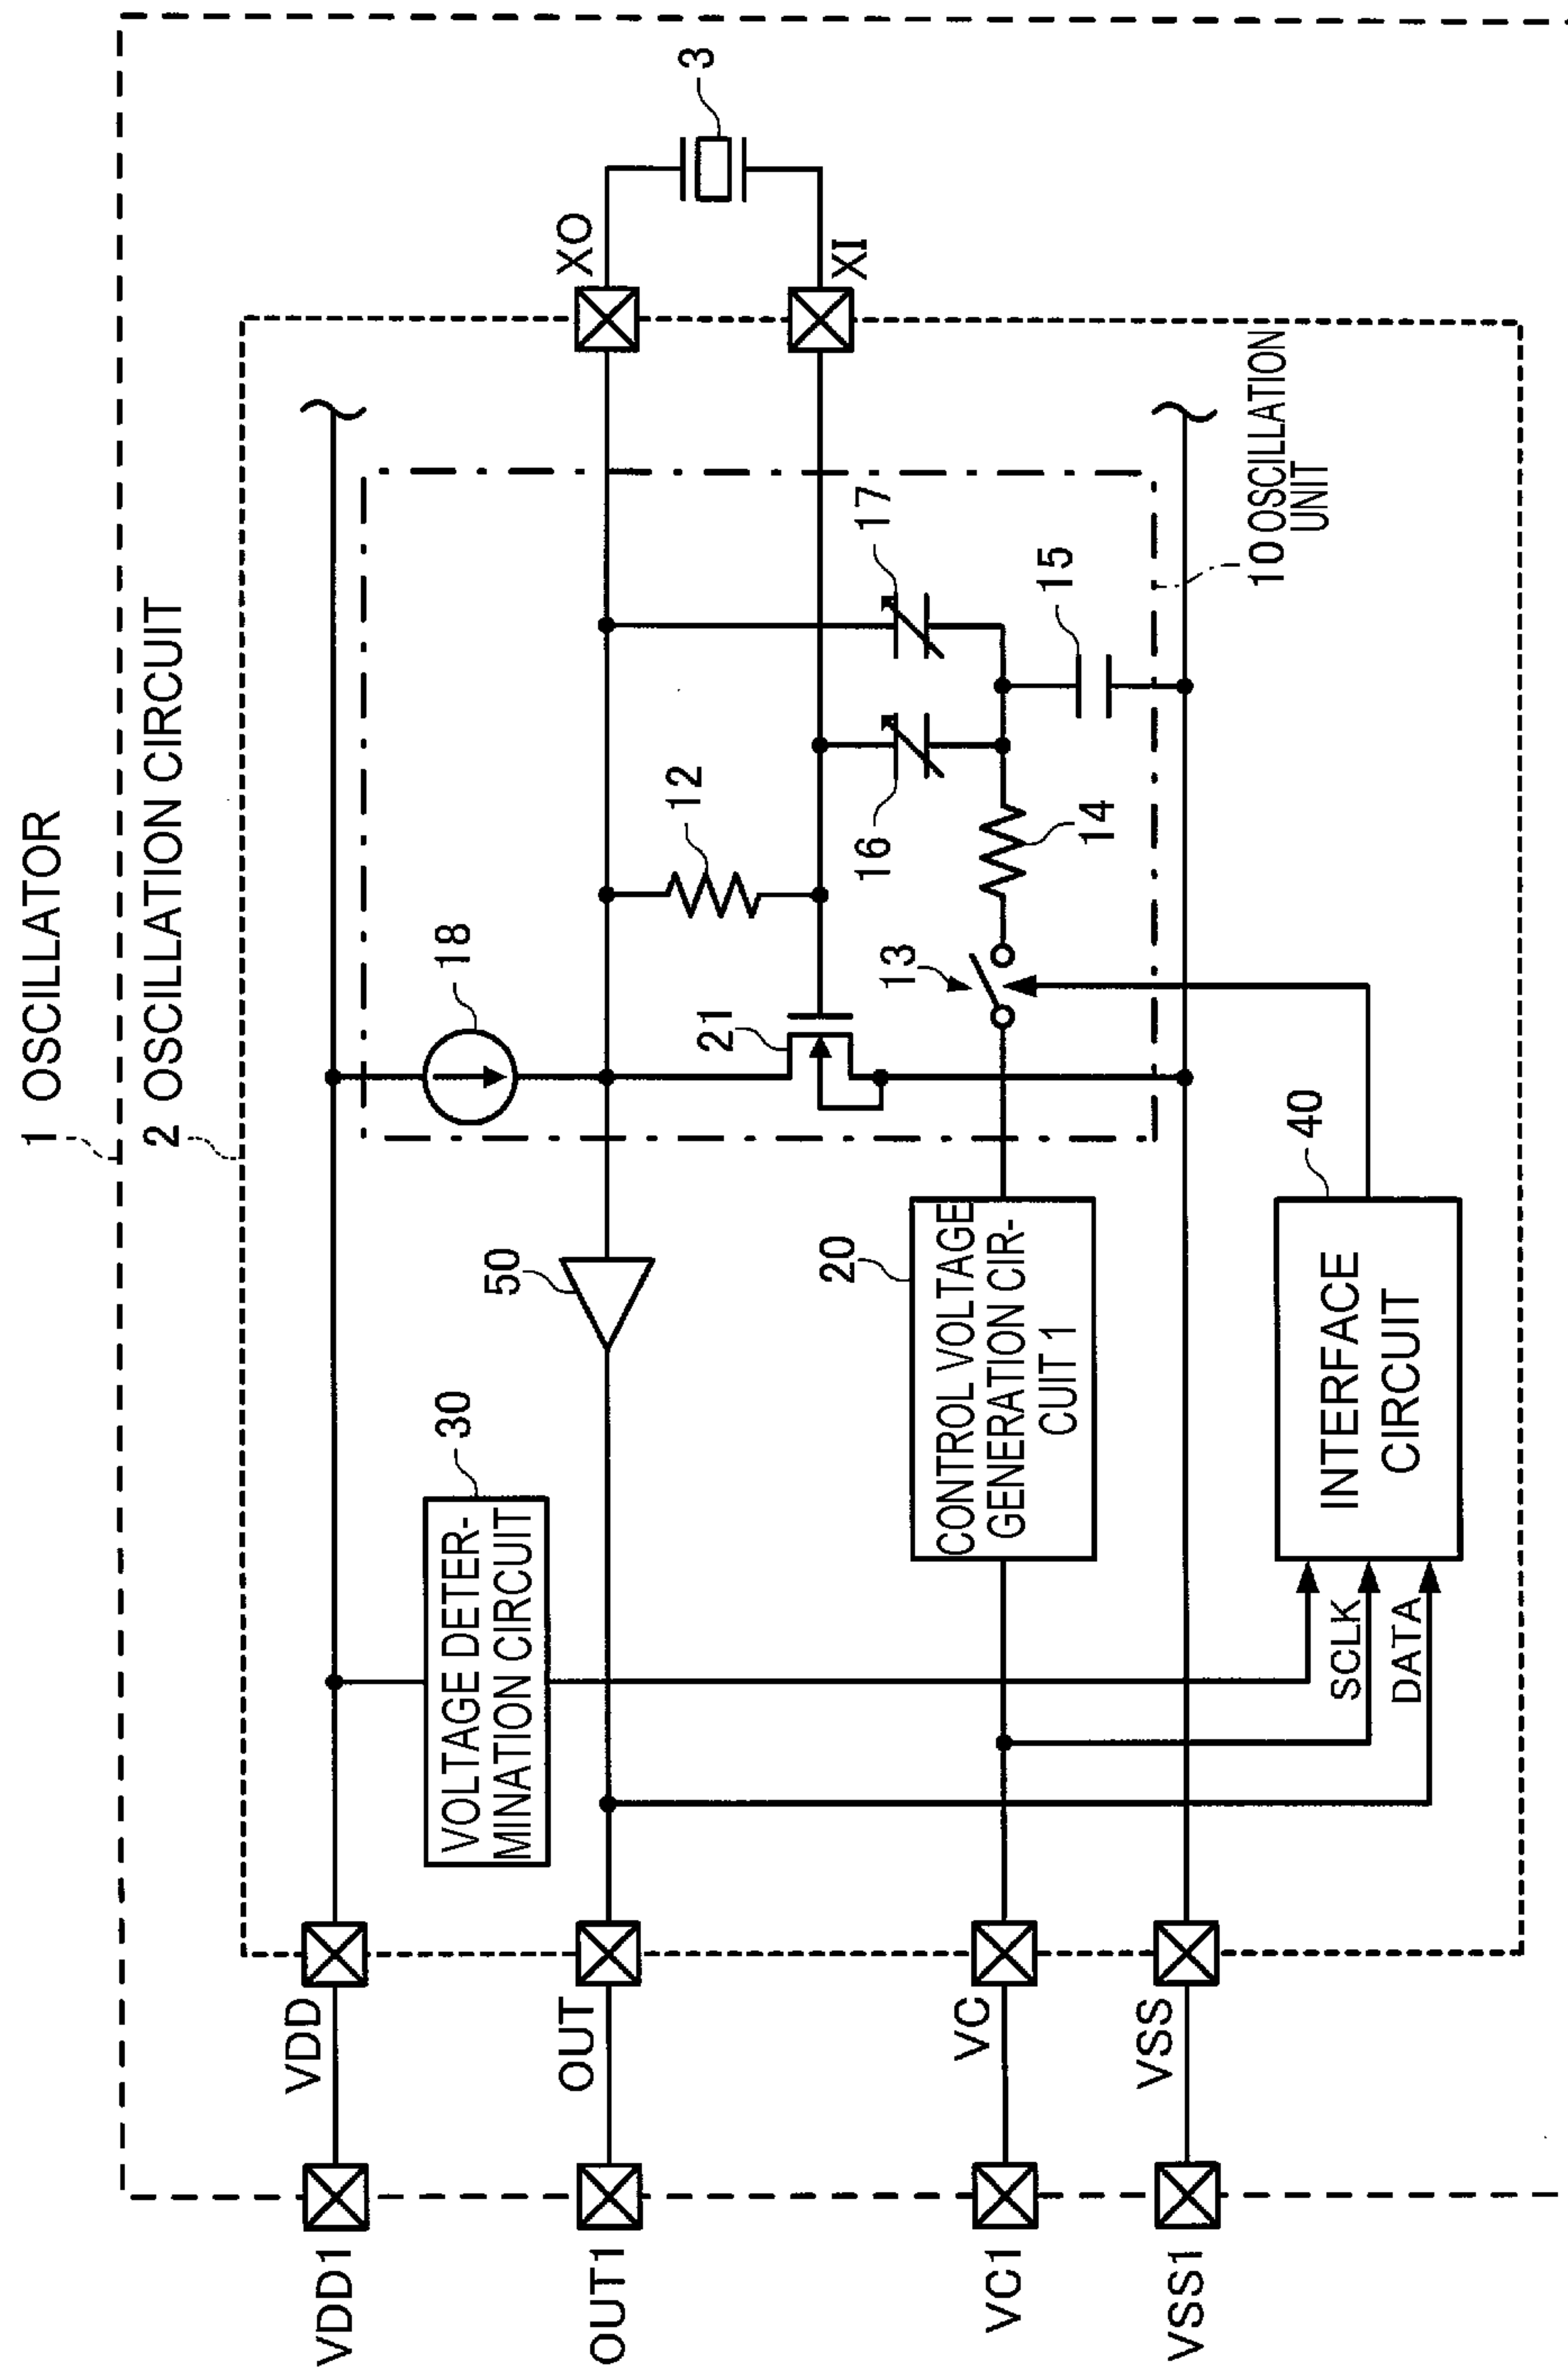 1 OSCILLATOR
2 OSCILLATION CIRCUIT
VDD1
VDD
VOLTAGE DETER-
MINATION CIRCUIT
30
18
OUT1
OUT
50
12
XO
3
21
XI
VC1
VC
CONTROL VOLTAGE
GENERATION CIR-
CUIT 1
20
13
16
17
14
15
VSS1
VSS
10 OSCILLATION
UNIT
SCLK
DATA
INTERFACE
CIRCUIT
40